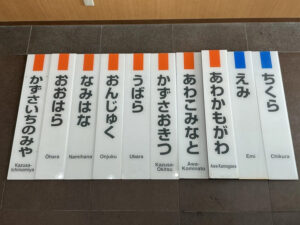 かずさいちのみや
Kazusa-
Ichinomiya
おおはら
Ōhara
なみはな
Namihana
おんじゅく
Onjuku
うばら
Ubara
かずさおきつ
Kazusa-
Okitsu
あわこみなと
Awa-
Kominato
あわかもがわ
Awa-Kamogawa
えみ
Emi
ちくら
Chikura